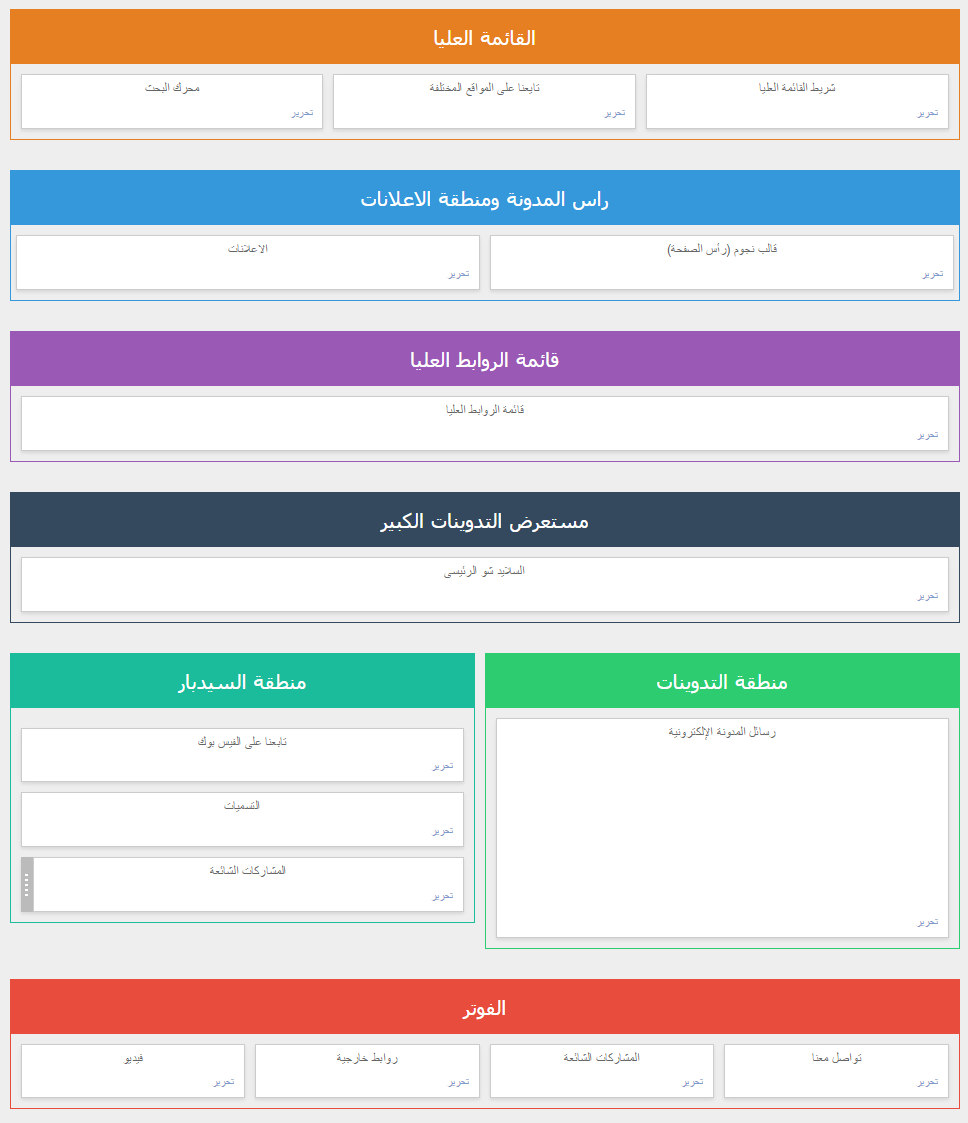 القائمة العليا
شريط القائمة العليا
تحرير
تابعنا على المواقع المختلفة
تحرير
محرك البحث
تحرير
راس المدونة ومنطقة الاعلانات
قالب نجوم (رأس الصفحة)
تحرير
الاعلانات
تحرير
قائمة الروابط العليا
قائمة الروابط العليا
تحرير
مستعرض التدوينات الكبير
السلايد شو الرئيسى
تحرير
منطقة التدوينات
رسائل المدونة الإلكترونية
تحرير
منطقة السيدبار
تابعنا على الفيس بوك
تحرير
التسميات
تحرير
المشاركات الشائعة
تحرير
الفوتر
تواصل معنا
تحرير
المشاركات الشائعة
تحرير
روابط خارجية
تحرير
فيديو
تحرير